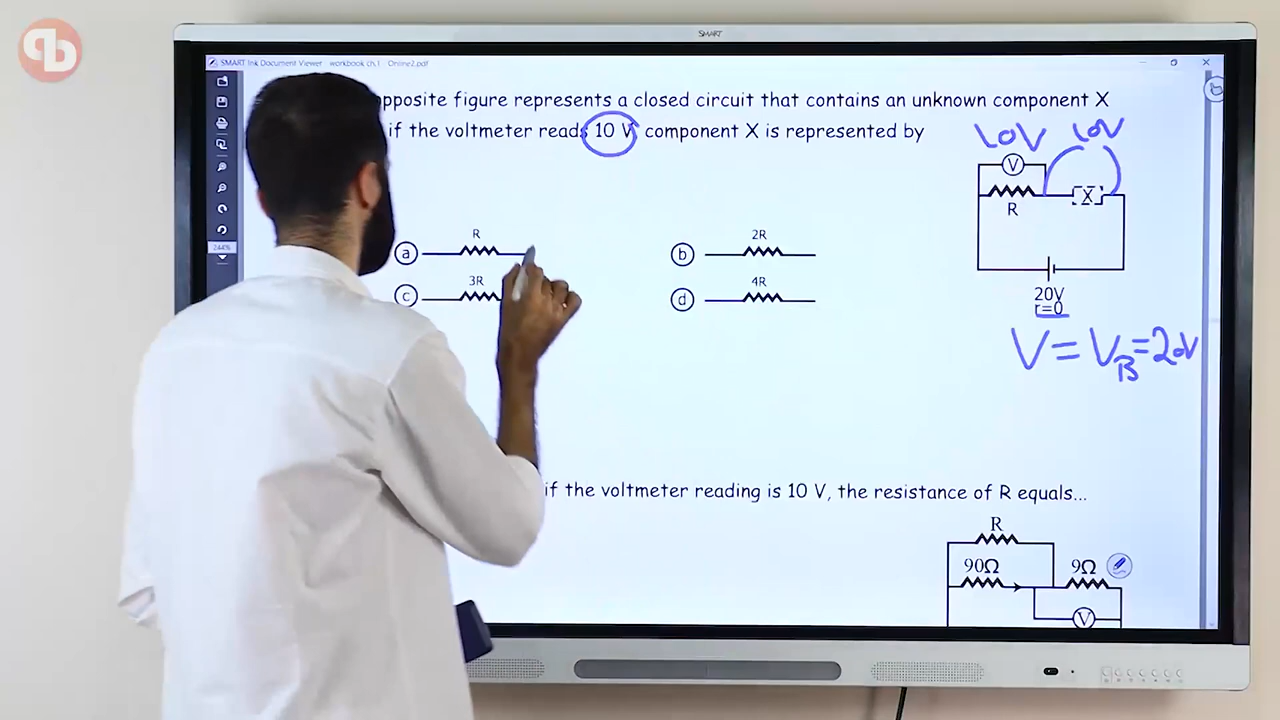 SMART
SMART Ink Document Viewer workbook ch.1 Online2.pdf
opposite figure represents a closed circuit that contains an unknown component X
if the voltmeter reads 10 V, component X is represented by
10V 10V
V
R
X
a R
b 2R
c 3R
d 4R
244%
20V
r=0
V = VB = 20V
if the voltmeter reading is 10 V, the resistance of R equals...
R
90Ω
9Ω
V